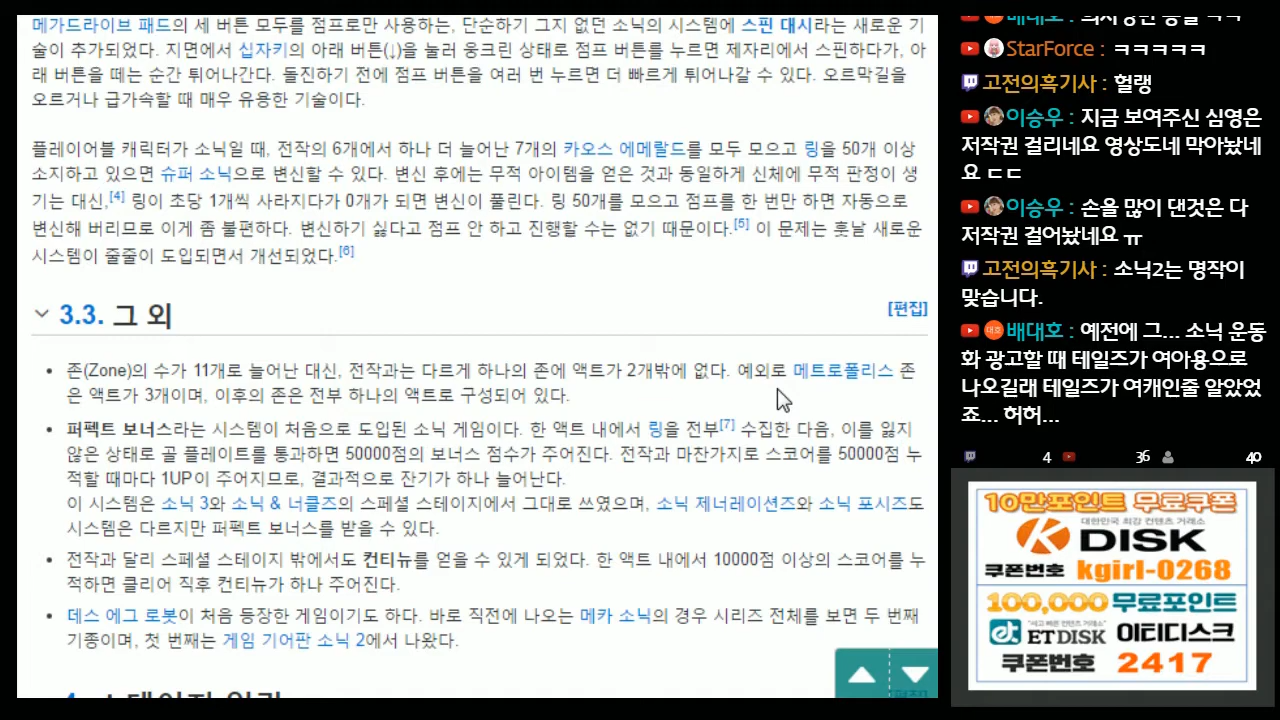 메가드라이브 패드의 세 버튼 모두를 점프로만 사용하는, 단순하기 그지 없던 소닉의 시스템에 스핀 대시라는 새로운 기
술이 추가되었다. 지면에서 십자키의 아래 버튼(↓)을 눌러 웅크린 상태로 점프 버튼를 누르면 제자리에서 스핀하다가, 아
래 버튼을 떼는 순간 튀어나간다. 돌진하기 전에 점프 버튼을 여러 번 누르면 더 빠르게 튀어나갈 수 있다. 오르막길을
오르거나 급가속할 때 매우 유용한 기술이다.
플레이어블 캐릭터가 소닉일 때, 전작의 6개에서 하나 더 늘어난 7개의 카오스 에메랄드를 모두 모으고 링을 50개 이상
소지하고 있으면 슈퍼 소닉으로 변신할 수 있다. 변신 후에는 무적 아이템을 얻은 것과 동일하게 신체에 무적 판정이 생
기는 대신,[4] 링이 초당 1개씩 사라지다가 0개가 되면 변신이 풀린다. 링 50개를 모으고 점프를 한 번만 하면 자동으로
변신해 버리므로 이게 좀 불편하다. 변신하기 싫다고 점프 안 하고 진행할 수는 없기 때문이다.[5] 이 문제는 훗날 새로운
시스템이 줄줄이 도입되면서 개선되었다.[6]
3.3. 그 외
[편집]
• 존(Zone)의 수가 11개로 늘어난 대신, 전작과는 다르게 하나의 존에 액트가 2개밖에 없다. 예외로 메트로폴리스 존
은 액트가 3개이며, 이후의 존은 전부 하나의 액트로 구성되어 있다.
• 퍼펙트 보너스라는 시스템이 처음으로 도입된 소닉 게임이다. 한 액트 내에서 링을 전부[7] 수집한 다음, 이를 잃지
않은 상태로 골 플레이트를 통과하면 50000점의 보너스 점수가 주어진다. 전작과 마찬가지로 스코어를 50000점 누
적할 때마다 1UP이 주어지므로, 결과적으로 잔기가 하나 늘어난다.
이 시스템은 소닉 3와 소닉 & 너클즈의 스페셜 스테이지에서 그대로 쓰였으며, 소닉 제너레이션즈와 소닉 포시즈도
시스템은 다르지만 퍼펙트 보너스를 받을 수 있다.
• 전작과 달리 스페셜 스테이지 밖에서도 컨티뉴를 얻을 수 있게 되었다. 한 액트 내에서 10000점 이상의 스코어를 누
적하면 클리어 직후 컨티뉴가 하나 주어진다.
• 데스 에그 로봇이 처음 등장한 게임이기도 하다. 바로 직전에 나오는 메카 소닉의 경우 시리즈 전체를 보면 두 번째
기종이며, 첫 번째는 게임 기어판 소닉 2에서 나왔다.
StarForce : ㅋㅋㅋㅋㅋ
고전의흑기사 : 헐랭
이승우 : 지금 보여주신 심영은
저작권 걸리네요 영상도네 막아놨네
요 ㄷㄷ
이승우 : 손을 많이 댄것은 다
저작권 걸어놨네요 ㅠ
고전의흑기사 : 소닉2는 명작이
맞습니다.
배대호 : 예전에 그... 소닉 운동
화 광고할 때 테일즈가 여아용으로
나오길래 테일즈가 여캐인줄 알았었
죠... 허허...
4 36 40
10만포인트 무료쿠폰
대한민국 최강 컨텐츠 거래소
K DISK
쿠폰번호 kgirl-0268
100,000 무료포인트
ETDISK 이티디스크
쿠폰번호 2417